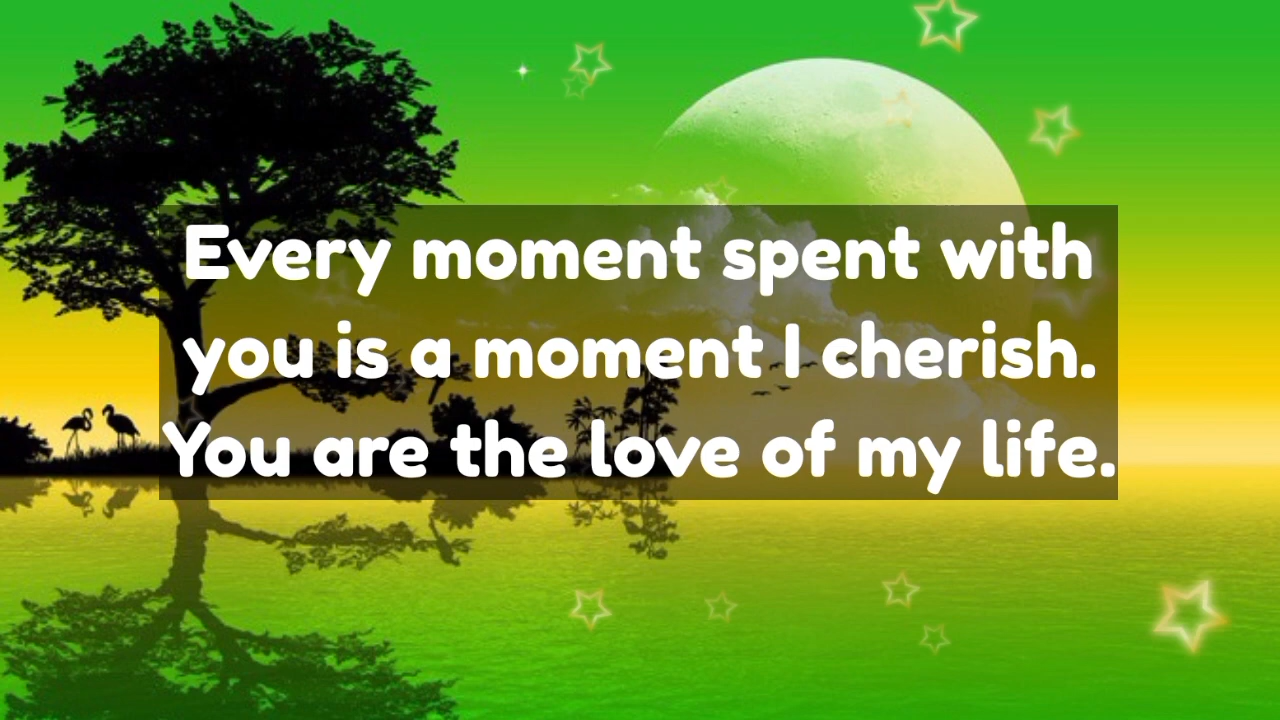 Every moment spent with
you is a moment I cherish.
You are the love of my life.